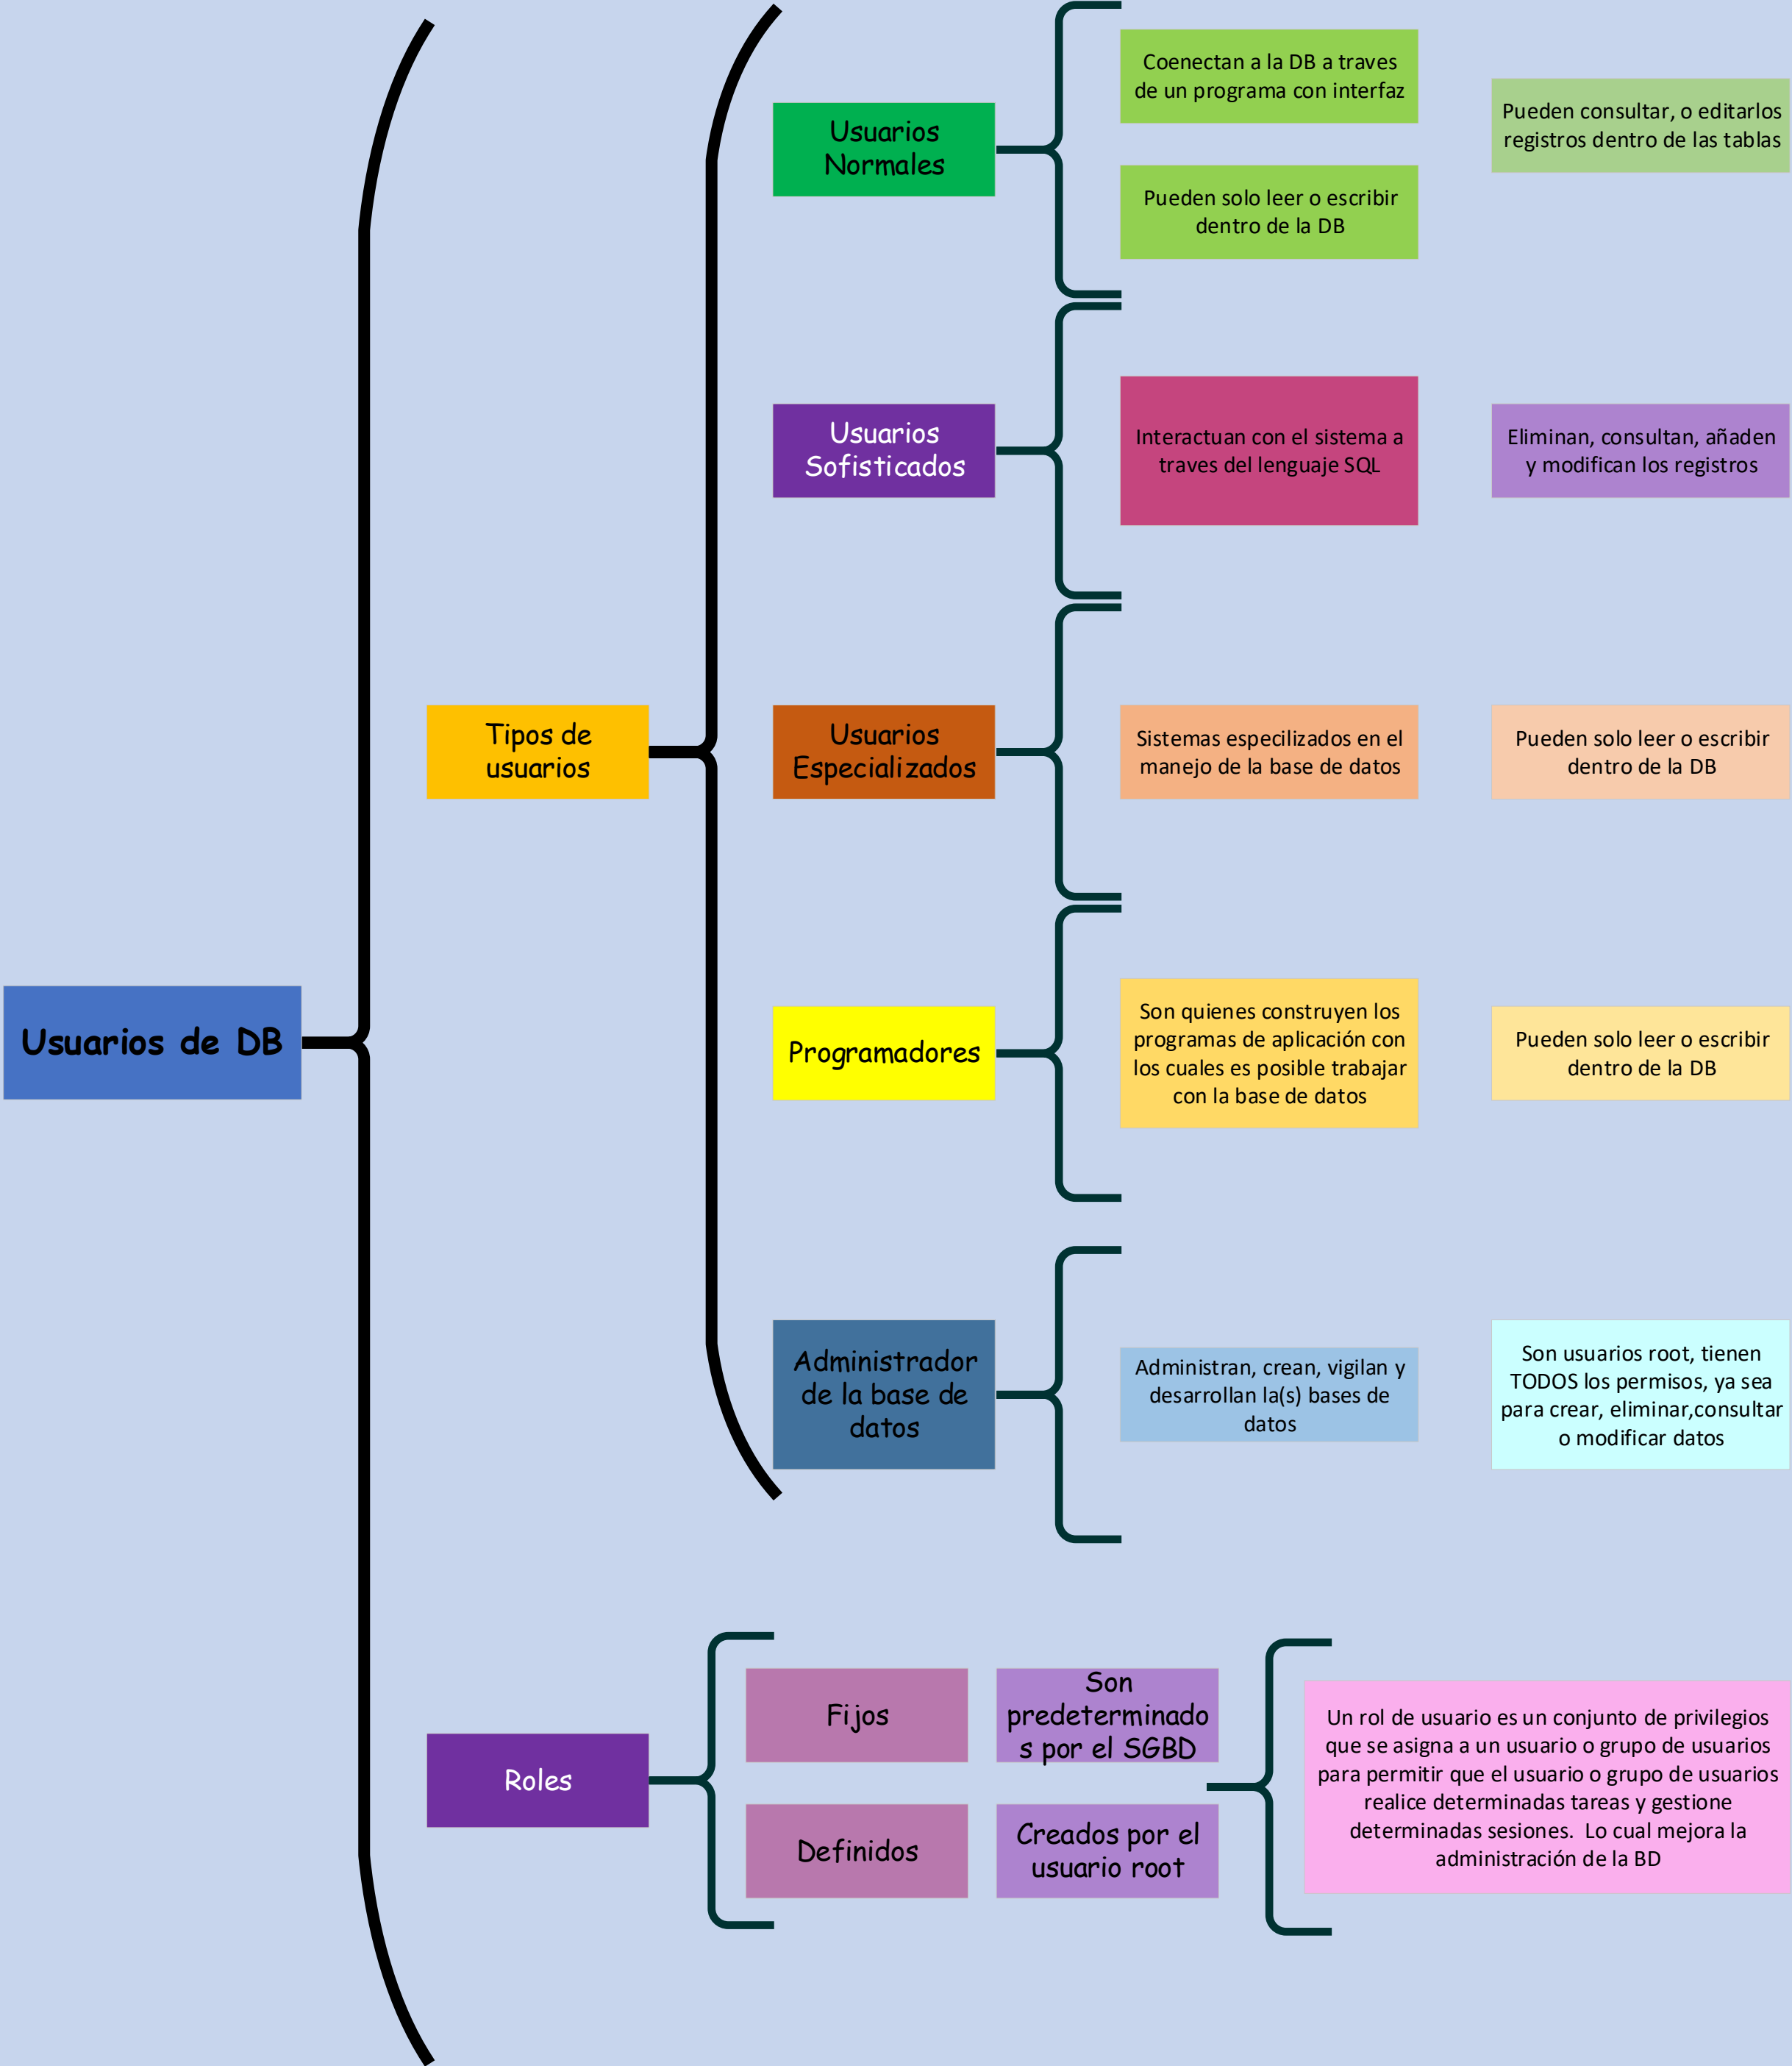 Usuarios de DB
Tipos de
usuarios
Usuarios
Normales
Coenectan a la DB a traves
de un programa con interfaz
Pueden solo leer o escribir
dentro de la DB
Pueden consultar, o editarlos
registros dentro de las tablas
Usuarios
Sofisticados
Interactuan con el sistema a
traves del lenguaje SQL
Eliminan, consultan, añaden
y modifican los registros
Usuarios
Especializados
Sistemas especilizados en el
manejo de la base de datos
Pueden solo leer o escribir
dentro de la DB
Programadores
Son quienes construyen los
programas de aplicación con
los cuales es posible trabajar
con la base de datos
Pueden solo leer o escribir
dentro de la DB
Administrador
de la base de
datos
Administran, crean, vigilan y
desarrollan la(s) bases de
datos
Son usuarios root, tienen
TODOS los permisos, ya sea
para crear, eliminar,consultar
o modificar datos
Roles
Fijos
Son
predeterminado
s por el SGBD
Definidos
Creados por el
usuario root
Un rol de usuario es un conjunto de privilegios
que se asigna a un usuario o grupo de usuarios
para permitir que el usuario o grupo de usuarios
realice determinadas tareas y gestione
determinadas sesiones.  Lo cual mejora la
administración de la BD